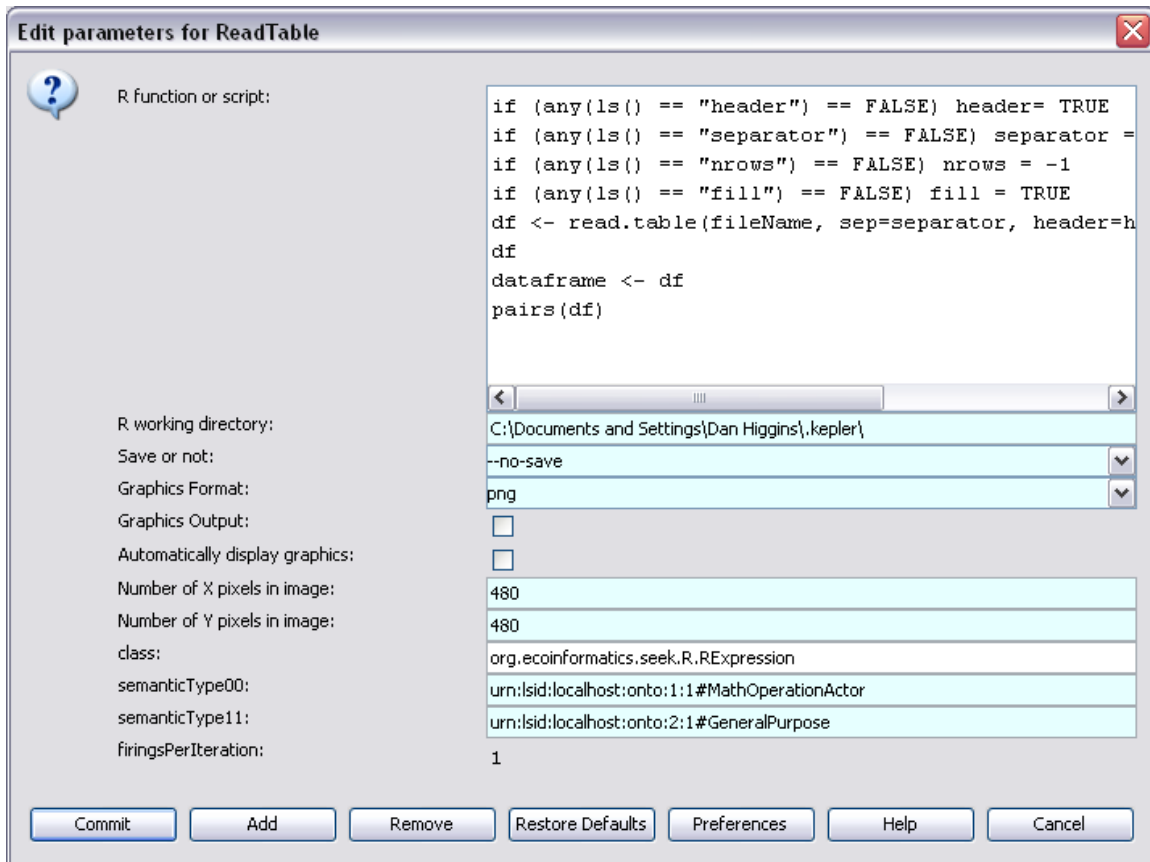 Edit parameters for ReadTable
R function or script:
if (any(ls() == "header") == FALSE) header= TRUE
if (any(ls() == "separator") == FALSE) separator =
if (any(ls() == "nrows") == FALSE) nrows = -1
if (any(ls() == "fill") == FALSE) fill = TRUE
df <- read.table(fileName, sep=separator, header=h
df
dataframe <- df
pairs(df)
R working directory: C:\Documents and Settings\Dan Higgins\.kepler\
Save or not: --no-save
Graphics Format: png
Graphics Output:
Automatically display graphics:
Number of X pixels in image: 480
Number of Y pixels in image: 480
class: org.ecoinformatics.seek.R.RExpression
semanticType00: urn:lsid:localhost:onto:1:1#MathOperationActor
semanticType11: urn:lsid:localhost:onto:2:1#GeneralPurpose
firingsPerIteration: 1
Commit Add Remove Restore Defaults Preferences Help Cancel